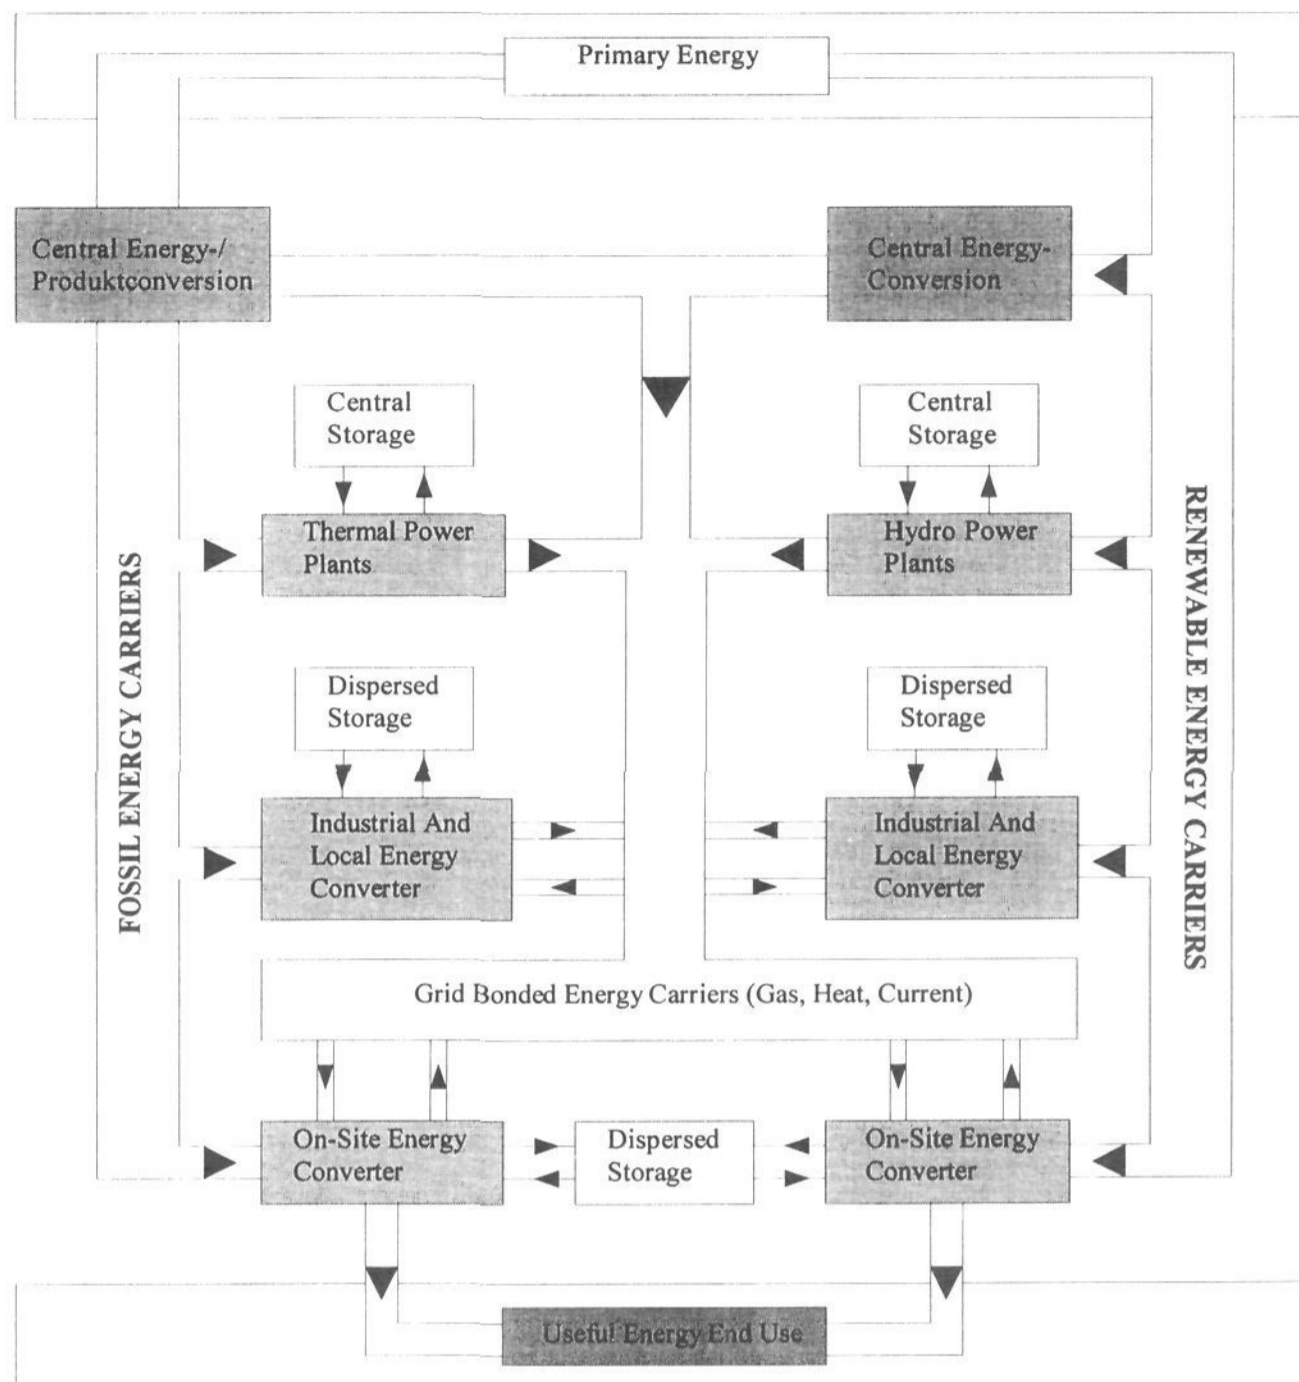 Primary Energy
Central Energy-/
Produktconversion
Central Energy-
Conversion
Central
Storage
Central
Storage
Thermal Power
Plants
Hydro Power
Plants
FOSSIL ENERGY CARRIERS
RENEWABLE ENERGY CARRIERS
Dispersed
Storage
Dispersed
Storage
Industrial And
Local Energy
Converter
Industrial And
Local Energy
Converter
Grid Bonded Energy Carriers (Gas, Heat, Current)
On-Site Energy
Converter
Dispersed
Storage
On-Site Energy
Converter
Useful Energy End Use